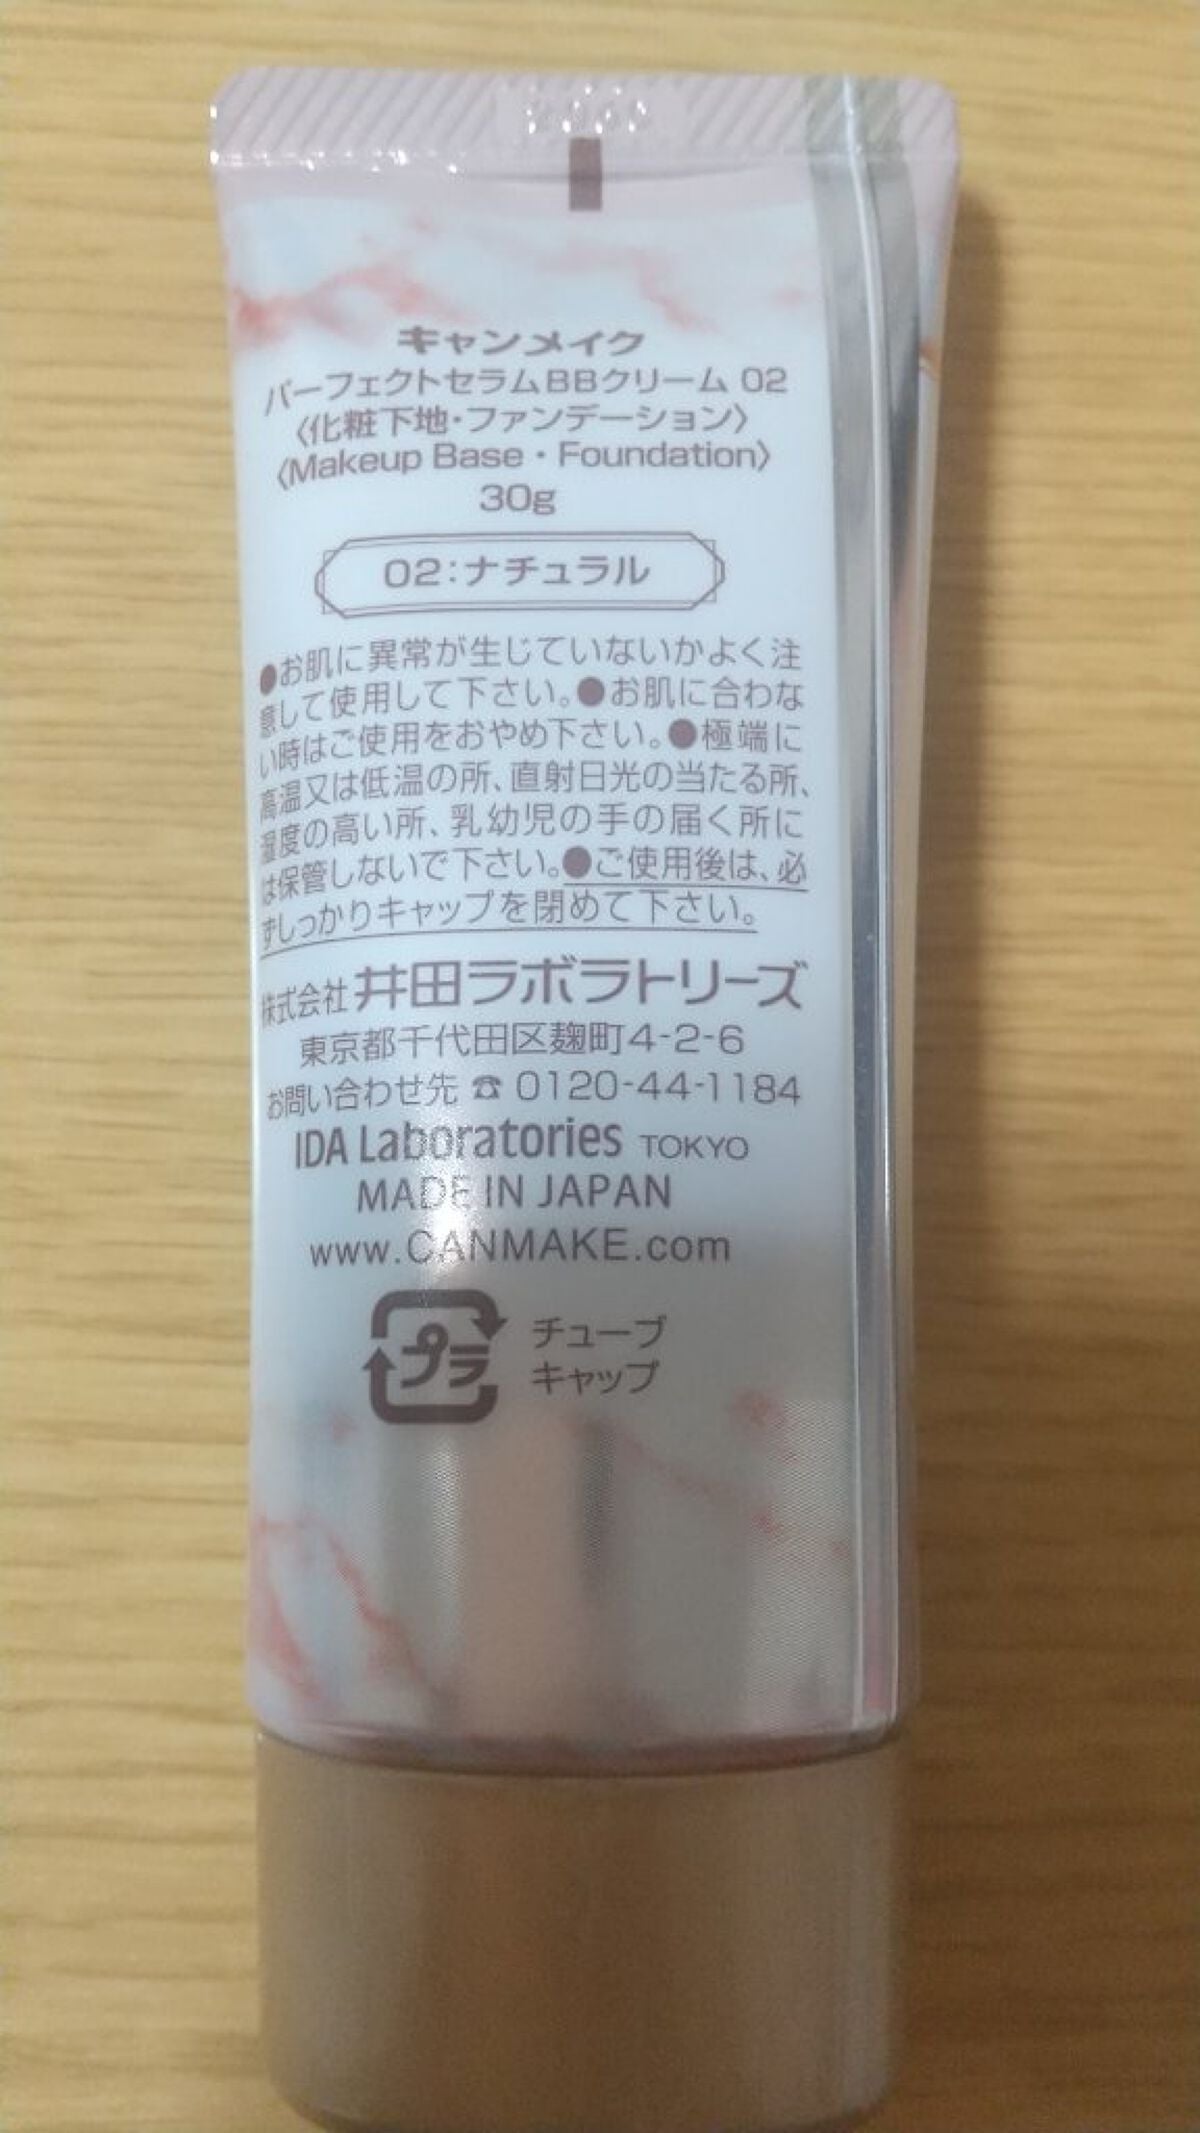 キャンメイク
パーフェクトセラムBBクリーム 02
〈化粧下地・ファンデーション〉
〈Makeup Base・Foundation〉
30g
02:ナチュラル
●お肌に異常が生じていないかよく注
意して使用して下さい。●お肌に合わな
い時はご使用をおやめ下さい。●極端に
高温又は低温の所、直射日光の当たる所、
湿度の高い所、乳幼児の手の届く所に
は保管しないで下さい。●ご使用後は、必
ずしっかりキャップを閉めて下さい。
株式会社 井田ラボラトリーズ
東京都千代田区麹町4-2-6
お問い合わせ先 ☎ 0120-44-1184
IDA Laboratories TOKYO
MADE IN JAPAN
www.CANMAKE.com
プラ チューブ
キャップ